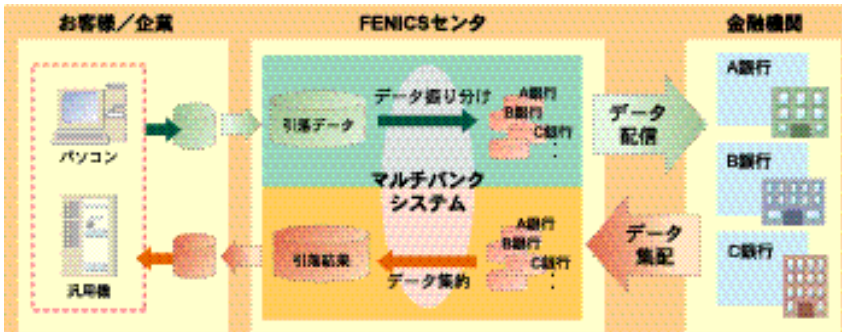 お客様／企業
FENICSセンタ
金融機関
パソコン
汎用機
引落データ
データ振り分け
A銀行
B銀行
C銀行
マルチバンク
システム
引落結果
データ集約
A銀行
B銀行
C銀行
データ
配信
データ
集配
A銀行
B銀行
C銀行